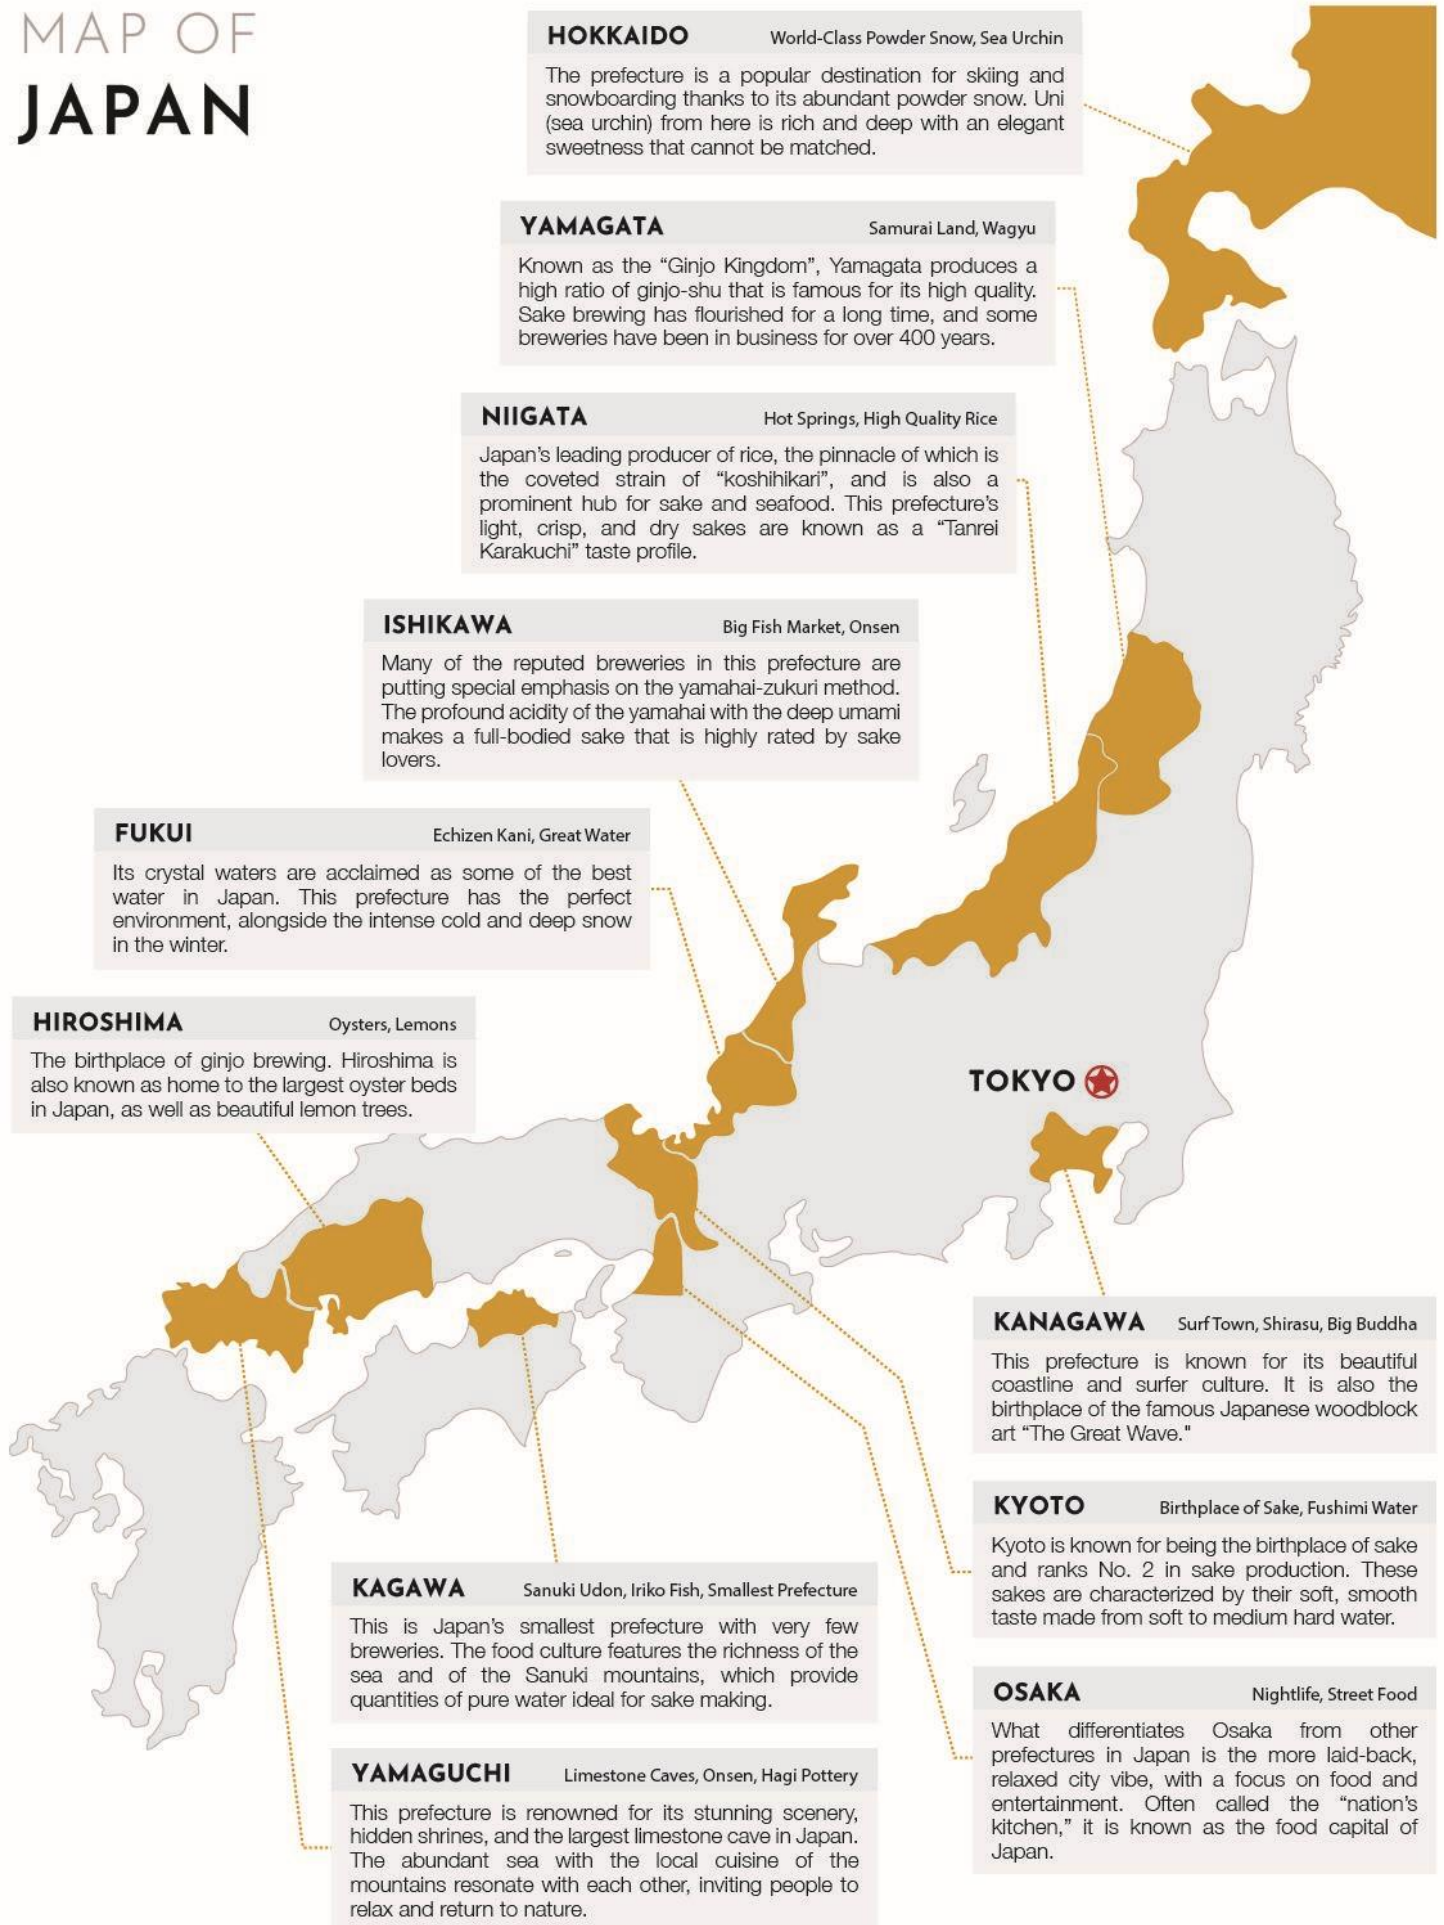 MAP OF
JAPAN
HOKKAIDO World-Class Powder Snow, Sea Urchin
The prefecture is a popular destination for skiing and
snowboarding thanks to its abundant powder snow. Uni
(sea urchin) from here is rich and deep with an elegant
sweetness that cannot be matched.
YAMAGATA Samurai Land, Wagyu
Known as the “Ginjo Kingdom”, Yamagata produces a
high ratio of ginjo-shu that is famous for its high quality.
Sake brewing has flourished for a long time, and some
breweries have been in business for over 400 years.
NIIGATA Hot Springs, High Quality Rice
Japan’s leading producer of rice, the pinnacle of which is
the coveted strain of “koshihikari”, and is also a
prominent hub for sake and seafood. This prefecture’s
light, crisp, and dry sakes are known as a “Tanrei
Karakuchi” taste profile.
ISHIKAWA Big Fish Market, Onsen
Many of the reputed breweries in this prefecture are
putting special emphasis on the yamahai-zukuri method.
The profound acidity of the yamahai with the deep umami
makes a full-bodied sake that is highly rated by sake
lovers.
FUKUI Echizen Kani, Great Water
Its crystal waters are acclaimed as some of the best
water in Japan. This prefecture has the perfect
environment, alongside the intense cold and deep snow
in the winter.
HIROSHIMA Oysters, Lemons
The birthplace of ginjo brewing. Hiroshima is
also known as home to the largest oyster beds
in Japan, as well as beautiful lemon trees.
TOKYO
KANAGAWA Surf Town, Shirasu, Big Buddha
This prefecture is known for its beautiful
coastline and surfer culture. It is also the
birthplace of the famous Japanese woodblock
art “The Great Wave."
KYOTO Birthplace of Sake, Fushimi Water
Kyoto is known for being the birthplace of sake
and ranks No. 2 in sake production. These
sakes are characterized by their soft, smooth
taste made from soft to medium hard water.
KAGAWA Sanuki Udon, Iriko Fish, Smallest Prefecture
This is Japan’s smallest prefecture with very few
breweries. The food culture features the richness of the
sea and of the Sanuki mountains, which provide
quantities of pure water ideal for sake making.
OSAKA Nightlife, Street Food
What differentiates Osaka from other
prefectures in Japan is the more laid-back,
relaxed city vibe, with a focus on food and
entertainment. Often called the “nation’s
kitchen,” it is known as the food capital of
Japan.
YAMAGUCHI Limestone Caves, Onsen, Hagi Pottery
This prefecture is renowned for its stunning scenery,
hidden shrines, and the largest limestone cave in Japan.
The abundant sea with the local cuisine of the
mountains resonate with each other, inviting people to
relax and return to nature.